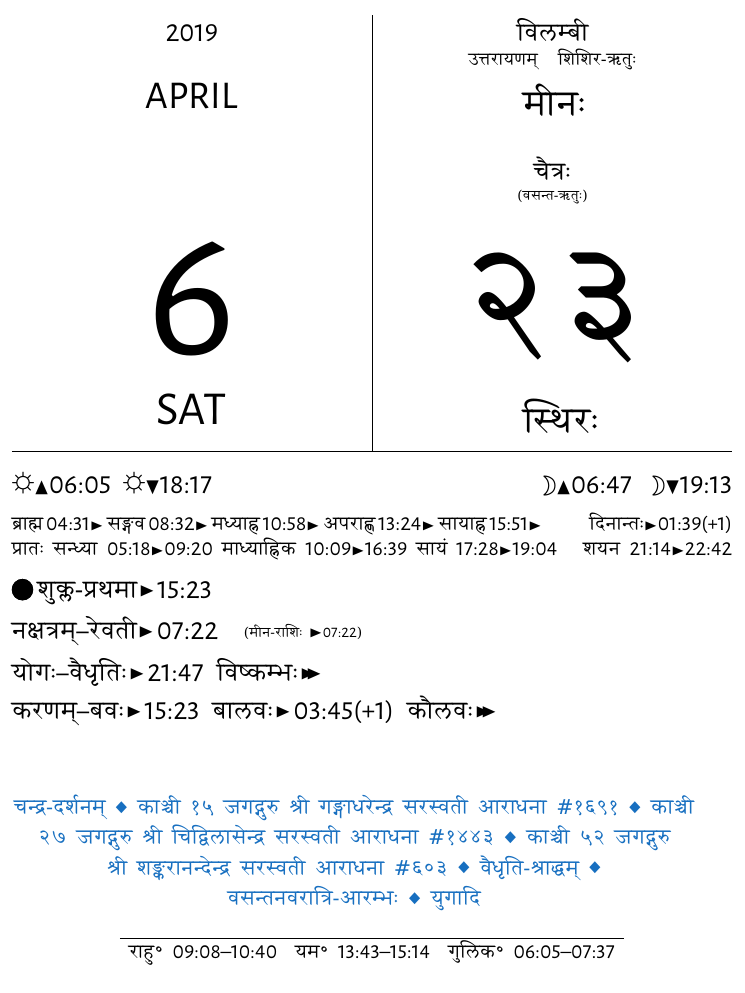 2019
APRIL
6
SAT
विलम्बी
उत्तरायणम् शिशिर-ऋतुः
मीनः
चैत्रः
(वसन्त-ऋतुः)
२३
स्थिरः
☼▲06:05 ☼▼18:17 ☽▲06:47 ☽▼19:13
ब्राह्म 04:31► सङ्गव 08:32► मध्याह्न 10:58► अपराह्ण 13:24► सायाह्न 15:51► दिनान्तः►01:39(+1)
प्रातः सन्ध्या 05:18►09:20 माध्याह्निक 10:09►16:39 सायं 17:28►19:04 शयन 21:14►22:42
●शुक्ल-प्रथमा►15:23
नक्षत्रम्–रेवती► 07:22 (मीन-राशिः ►07:22)
योगः–वैधृतिः►21:47 विष्कम्भः►►
करणम्–बवः►15:23 बालवः►03:45(+1) कौलवः►►
चन्द्र-दर्शनम् ◆ काञ्ची १५ जगद्गुरु श्री गङ्गाधरेन्द्र सरस्वती आराधना #१६९१ ◆ काञ्ची
२७ जगद्गुरु श्री चिद्विलासेन्द्र सरस्वती आराधना #१४४३ ◆ काञ्ची ५२ जगद्गुरु
श्री शङ्करानन्देन्द्र सरस्वती आराधना #६०३ ◆ वैधृति-श्राद्धम् ◆
वसन्तनवरात्रि-आरम्भः ◆ युगादि
राहु° 09:08–10:40 यम° 13:43–15:14 गुलिक° 06:05–07:37